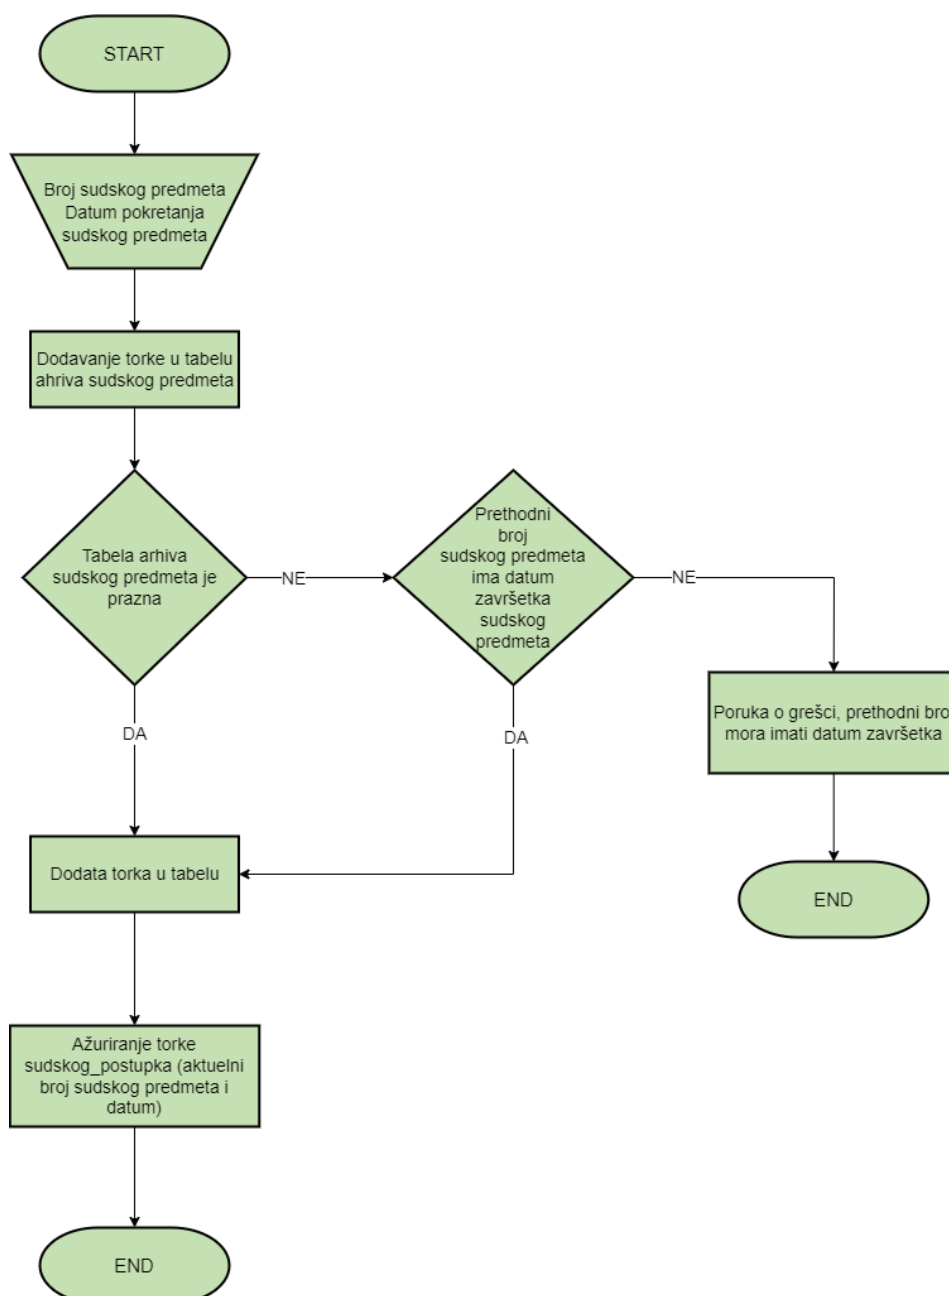 START
Broj sudskog predmeta
Datum pokretanja
sudskog predmeta
Dodavanje torke u tabelu
ahriva sudskog predmeta
Tabela arhiva
sudskog predmeta je
prazna
NE
Prethodni
broj
sudskog predmeta
ima datum
završetka
sudskog
predmeta
NE
DA
DA
Poruka o grešci, prethodni bro
mora imati datum završetka
Dodata torka u tabelu
END
Ažuriranje torke
sudskog_postupka (aktuelni
broj sudskog predmeta i
datum)
END